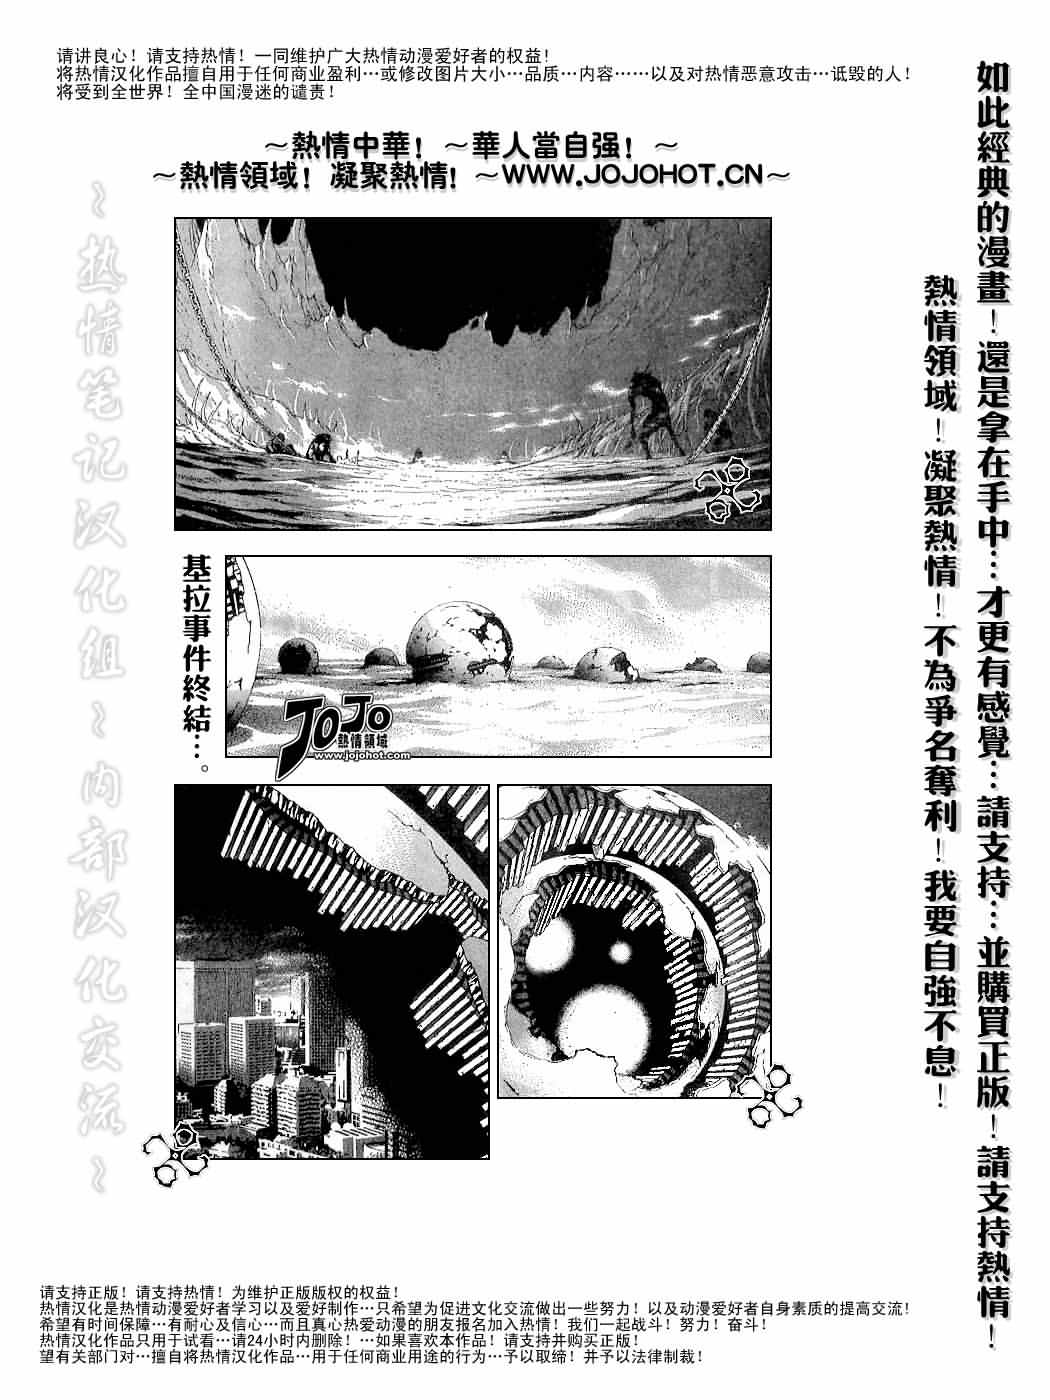 请讲良心！请支持热情！一同维护广大热情动漫爱好者的权益！
将热情汉化作品擅自用于任何商业盈利…或修改图片大小…品质…内容……以及对热情恶意攻击…诋毁的人！
将受到全世界！全中国漫迷的谴责！
～熱情中華！～華人當自强！～
～熱情領域！凝聚熱情！～WWW.JOJOHOT.CN～
如此經典的漫畫！還是拿在手中…才更有感覺…請支持…並購買正版！請支持熱情！
熱情領域！凝聚熱情！不為爭名奪利！我要自強不息！
～热情笔记汉化组～内部汉化交流～
基拉事件終結…。
JOJO
熱情領域
www.jojohot.com
请支持正版！请支持热情！为维护正版版权的权益！
热情汉化是热情动漫爱好者学习以及爱好制作…只希望为促进文化交流做出一些努力！以及动漫爱好者自身素质的提高交流！
希望有时间保障…有耐心及信心…而且真心热爱动漫的朋友报名加入热情！我们一起战斗！努力！奋斗！
热情汉化作品只用于试看…请24小时内删除！…如果喜欢本作品！请支持并购买正版！
望有关部门对…擅自将热情汉化作品…用于任何商业用途的行为…予以取缔！并予以法律制裁！